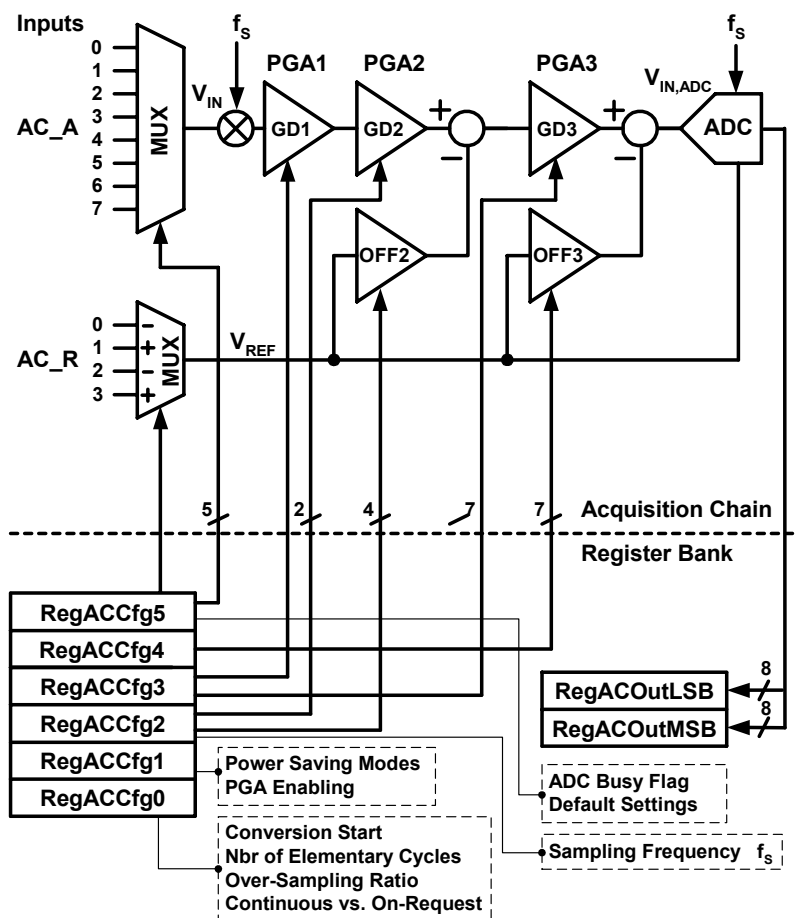 Inputs
f_S
f_S
PGA1
PGA2
PGA3
V_IN
V_IN,ADC
AC_A
0
1
2
3
4
5
6
7
MUX
GD1
GD2
+
−
GD3
+
−
ADC
OFF2
OFF3
AC_R
0
1
2
3
−
+
−
+
MUX
V_REF
5
2
4
7
7
Acquisition Chain
Register Bank
RegACCfg5
RegACCfg4
RegACCfg3
RegACCfg2
RegACCfg1
RegACCfg0
8
RegACOutLSB
8
RegACOutMSB
Power Saving Modes
PGA Enabling
ADC Busy Flag
Default Settings
Conversion Start
Nbr of Elementary Cycles
Over-Sampling Ratio
Continuous vs. On-Request
Sampling Frequency f_S